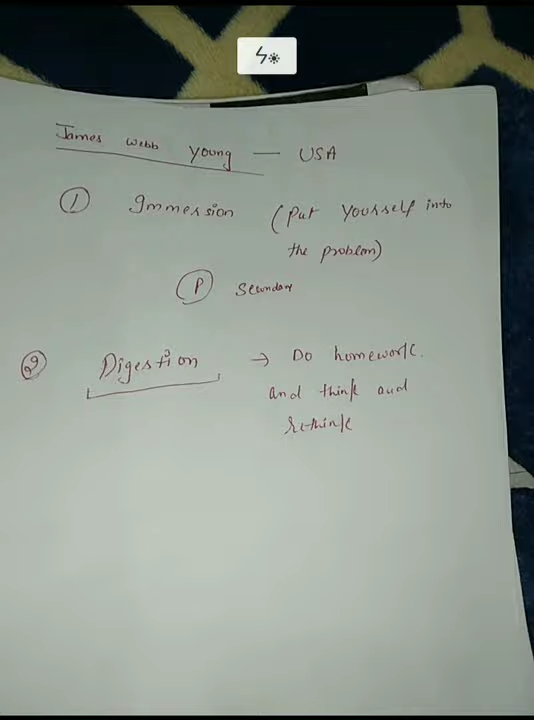 James Webb Young — USA
① Immersion (Put yourself into
the problem)
Ⓟ Secondary
② Digestion → Do homework.
and think and
rethink